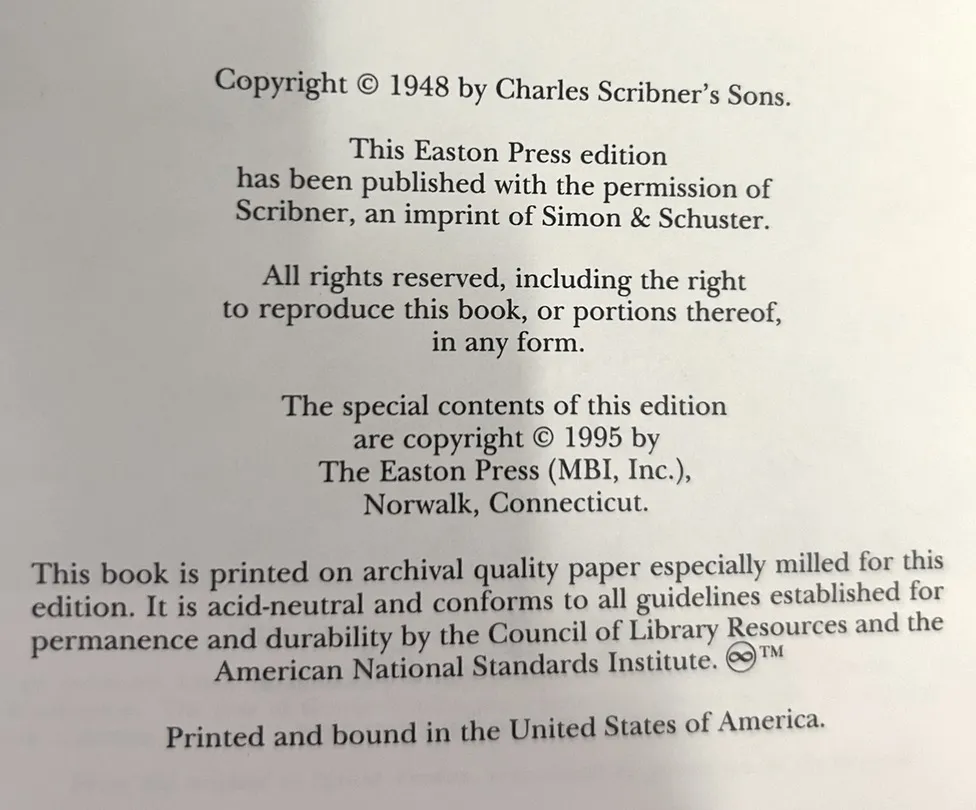 Copyright © 1948 by Charles Scribner's Sons.
This Easton Press edition
has been published with the permission of
Scribner, an imprint of Simon & Schuster.
All rights reserved, including the right
to reproduce this book, or portions thereof,
in any form.
The special contents of this edition
are copyright © 1995 by
The Easton Press (MBI, Inc.),
Norwalk, Connecticut.
This book is printed on archival quality paper especially milled for this
edition. It is acid-neutral and conforms to all guidelines established for
permanence and durability by the Council of Library Resources and the
American National Standards Institute. ♾™
Printed and bound in the United States of America.